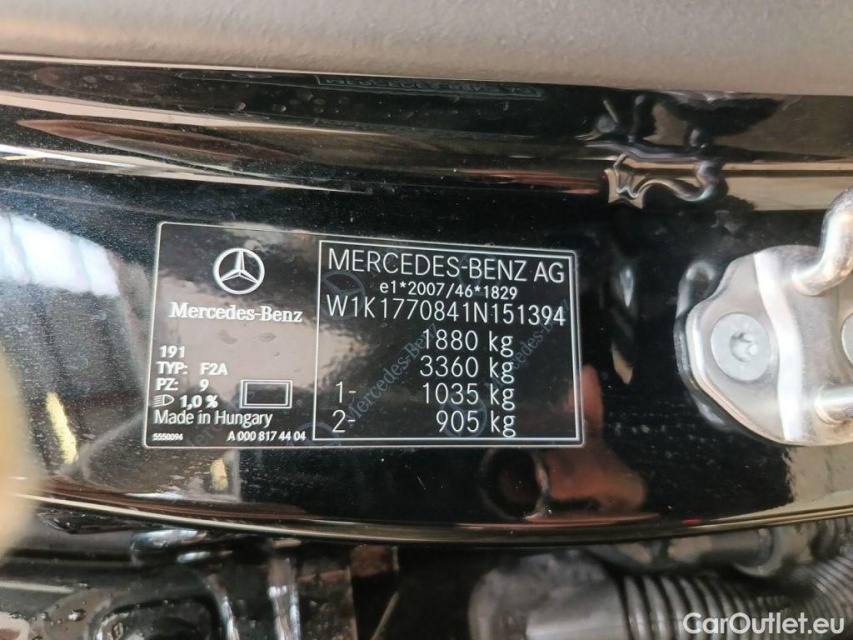 Mercedes-Benz
191
TYP: F2A
PZ: 9
1,0 %
Made in Hungary
5550094 A 000 817 44 04
MERCEDES-BENZ AG
e1*2007/46*1829
W1K1770841N151394
1880 kg
3360 kg
1- 1035 kg
2- 905 kg
CarOutlet.eu